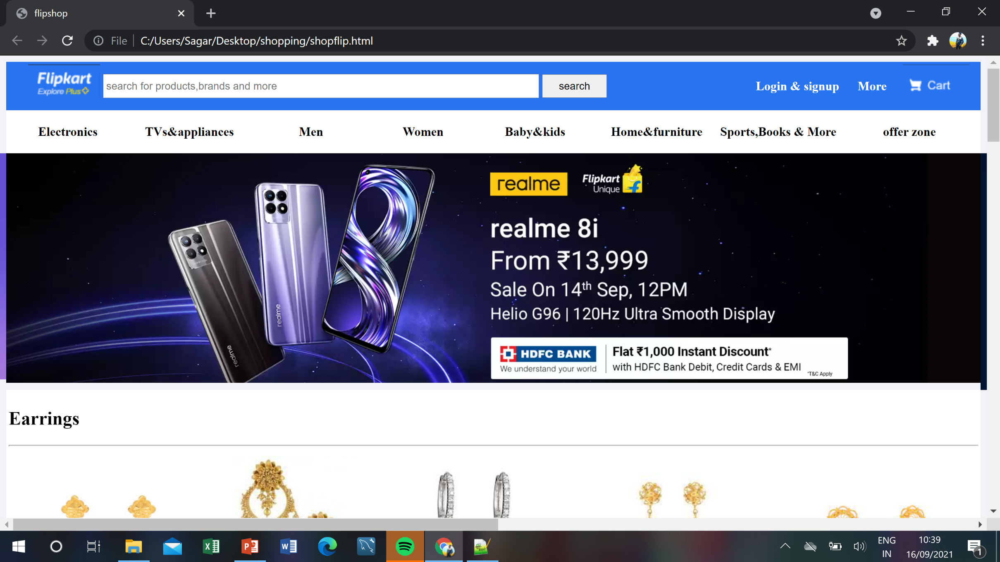 flipshop
File
C:/Users/Sagar/Desktop/shopping/shopflip.html
Flipkart
Explore Plus
search for products,brands and more
search
Login & signup
More
Cart
Electronics
TVs&appliances
Men
Women
Baby&kids
Home&furniture
Sports,Books & More
offer zone
realme
Flipkart
Unique
realme 8i
From ₹13,999
Sale On 14th Sep, 12PM
Helio G96 | 120Hz Ultra Smooth Display
realme
realme
HDFC BANK
We understand your world
Flat ₹1,000 Instant Discount*
with HDFC Bank Debit, Credit Cards & EMI
*T&C Apply
Earrings
ENG
IN
10:39
16/09/2021
1